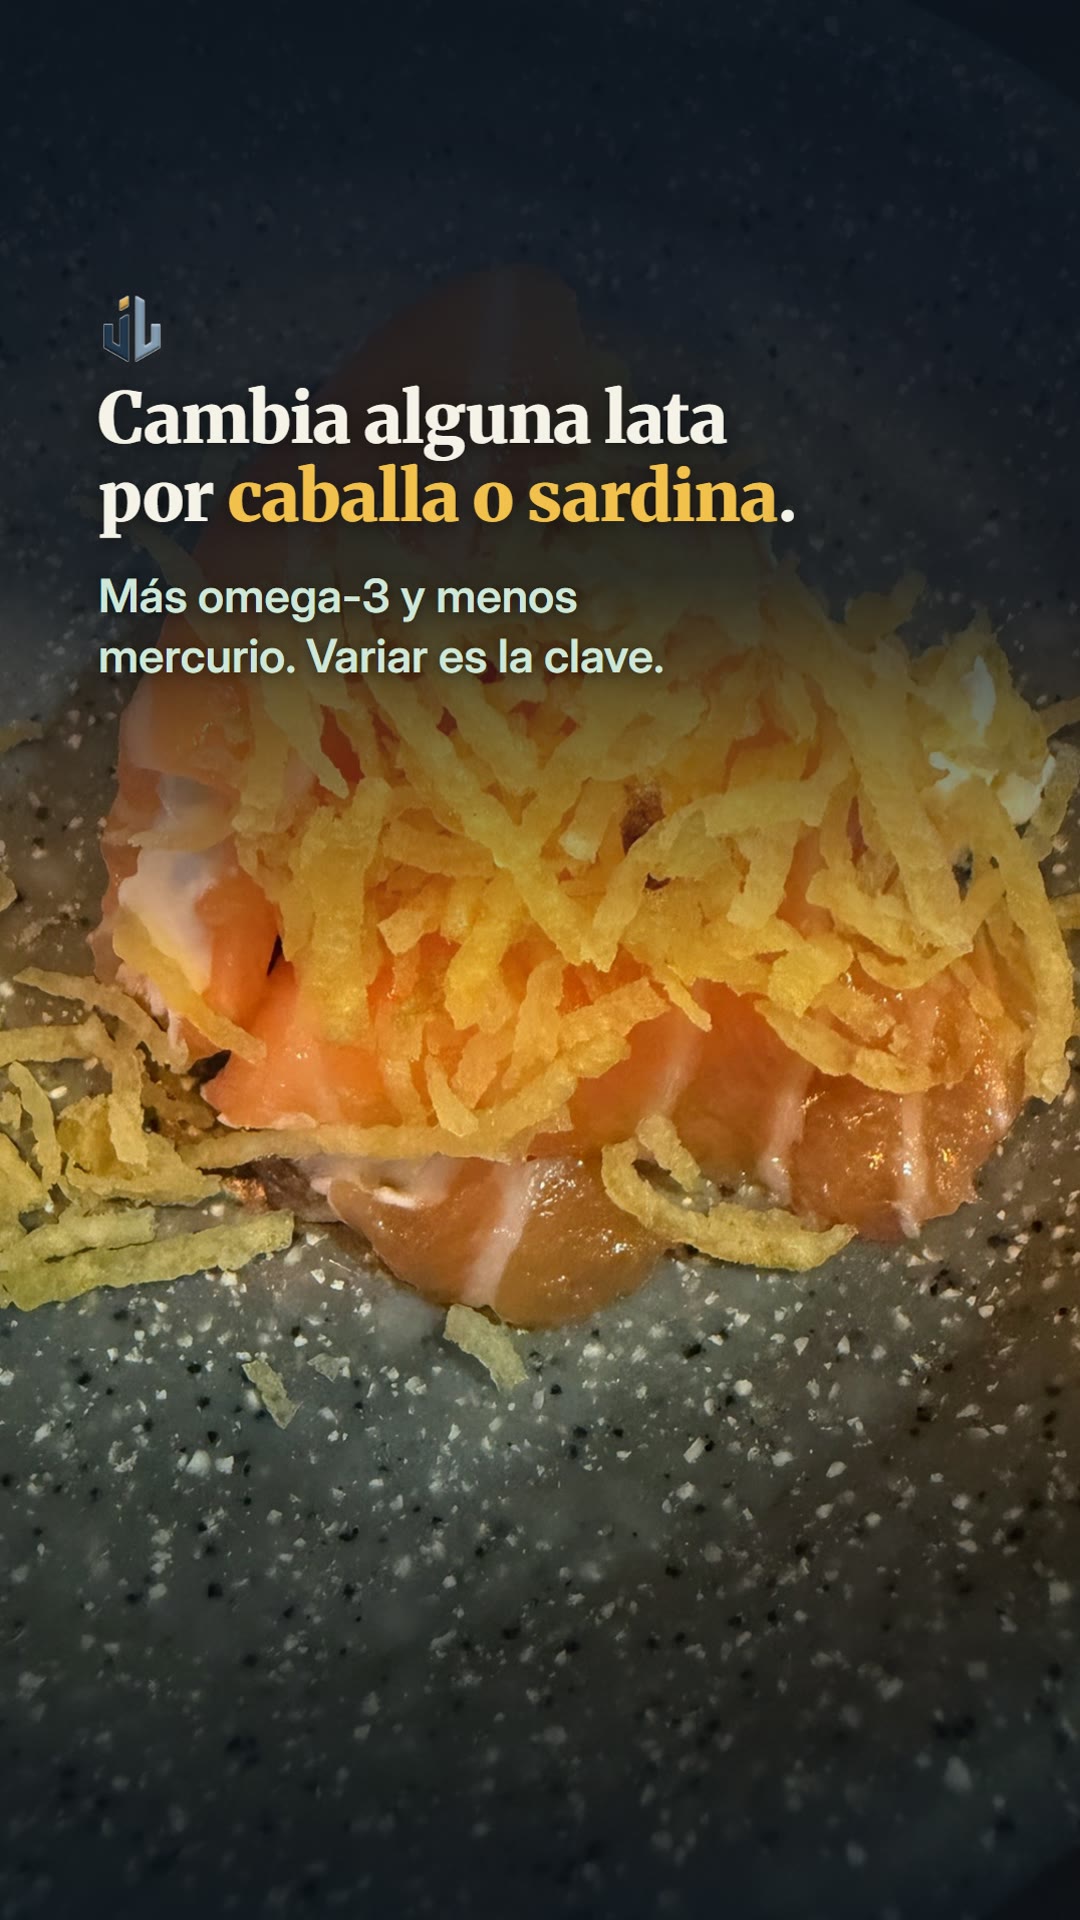 Cambia alguna lata
por caballa o sardina.
Más omega-3 y menos
mercurio. Variar es la clave.